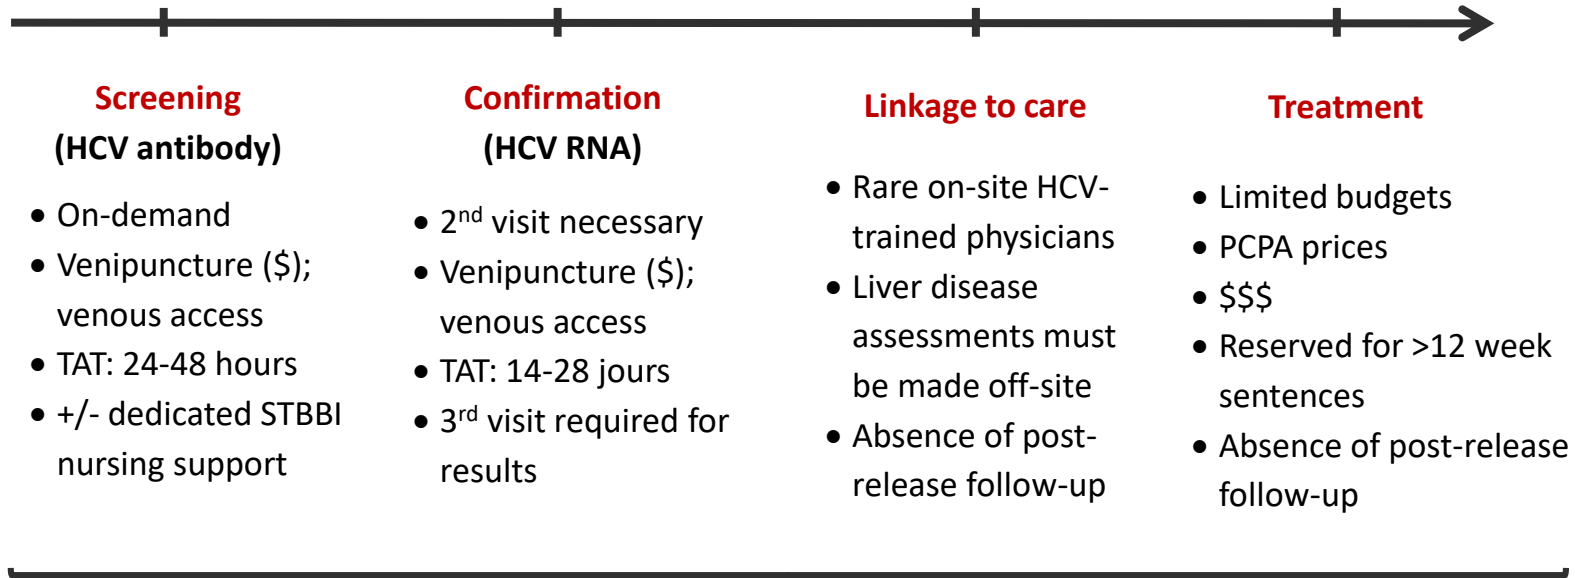 Screening
(HCV antibody)
• On-demand
• Venipuncture ($);
venous access
• TAT: 24-48 hours
• +/- dedicated STBBI
nursing support
Confirmation
(HCV RNA)
• 2nd visit necessary
• Venipuncture ($);
venous access
• TAT: 14-28 jours
• 3rd visit required for
results
Linkage to care
• Rare on-site HCV-
trained physicians
• Liver disease
assessments must
be made off-site
• Absence of post-
release follow-up
Treatment
• Limited budgets
• PCPA prices
• $$$
• Reserved for >12 week
sentences
• Absence of post-release
follow-up